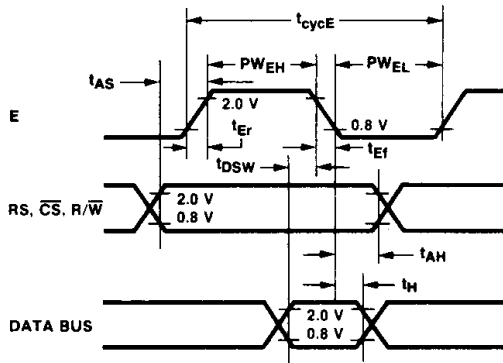 tcycE
PWEH
PWEL
tAS
E
2.0 V
0.8 V
tEr
tEf
tDSW
RS, C̅S̅, R/W̅
2.0 V
0.8 V
tAH
tH
DATA BUS
2.0 V
0.8 V